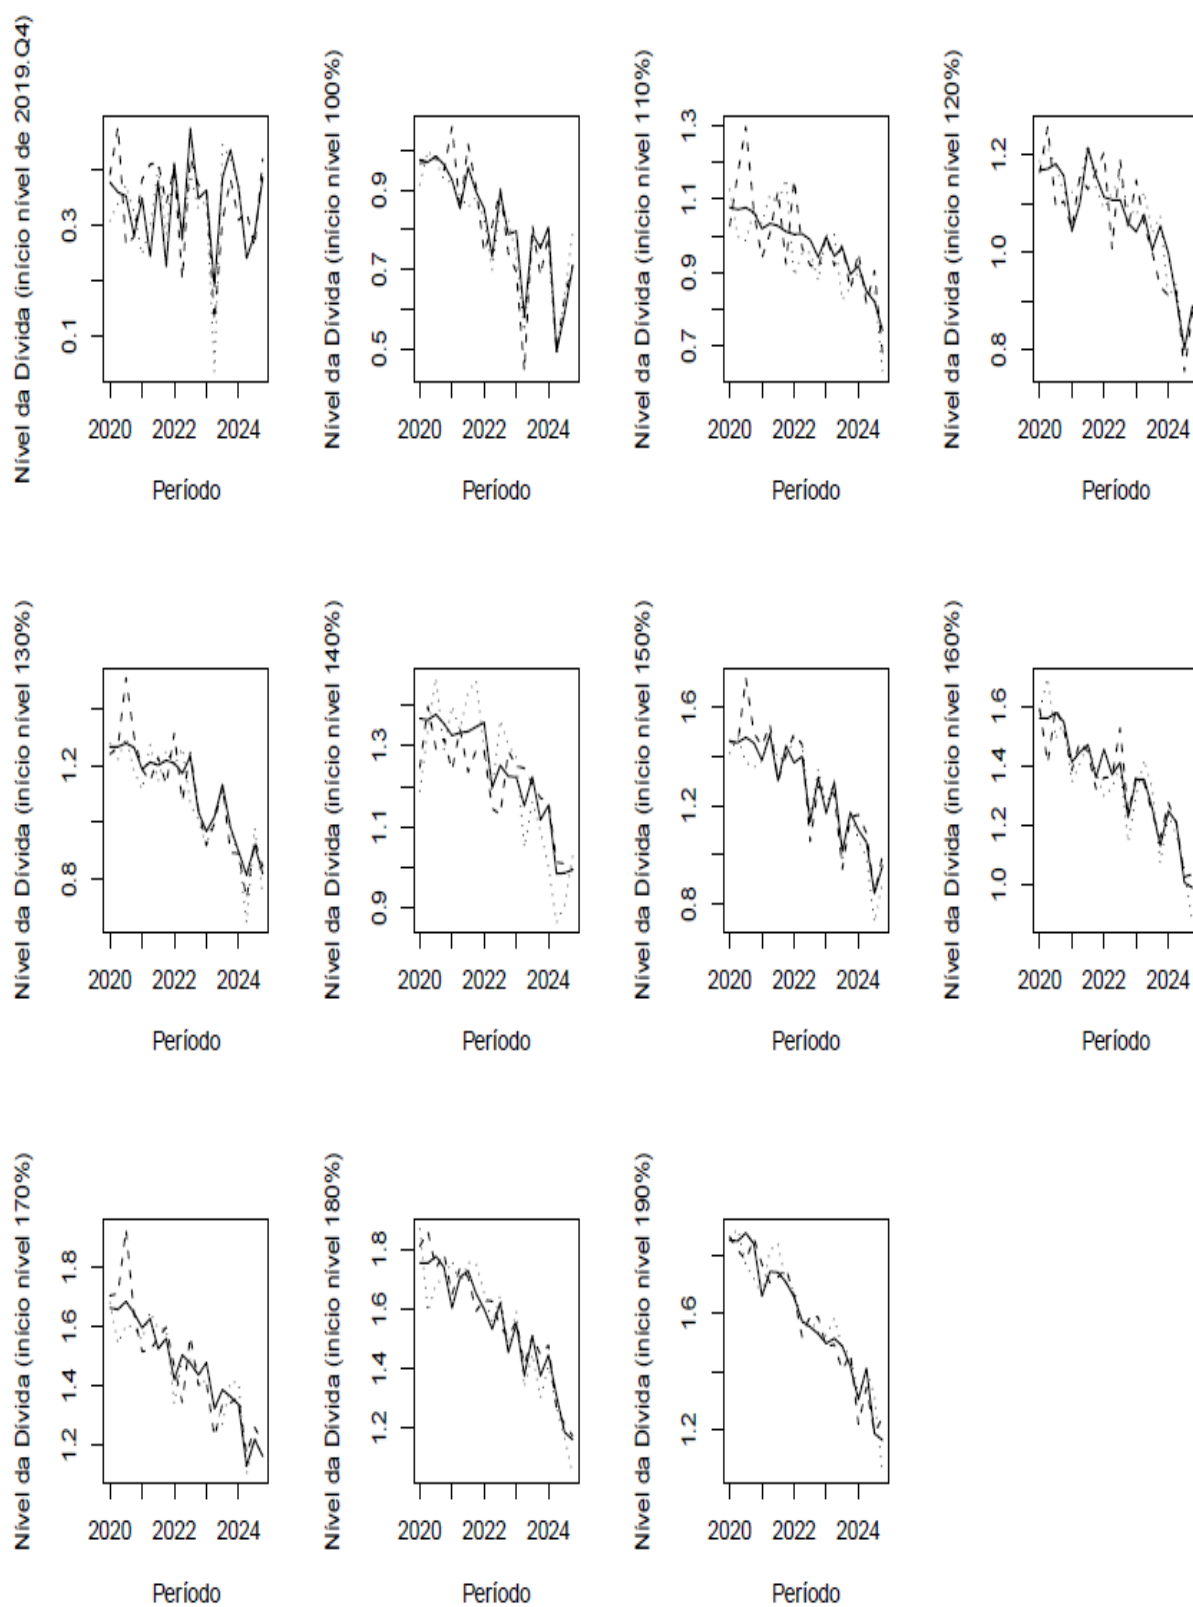 Nível da Dívida (início nível de 2019.Q4)
0.1 0.3
2020 2022 2024
Período
Nível da Dívida (início nível 100%)
0.5 0.7 0.9
2020 2022 2024
Período
Nível da Dívida (início nível 110%)
0.7 0.9 1.1 1.3
2020 2022 2024
Período
Nível da Dívida (início nível 120%)
0.8 1.0 1.2
2020 2022 2024
Período
Nível da Dívida (início nível 130%)
0.8 1.2
2020 2022 2024
Período
Nível da Dívida (início nível 140%)
0.9 1.1 1.3
2020 2022 2024
Período
Nível da Dívida (início nível 150%)
0.8 1.2 1.6
2020 2022 2024
Período
Nível da Dívida (início nível 160%)
1.0 1.2 1.4 1.6
2020 2022 2024
Período
Nível da Dívida (início nível 170%)
1.2 1.4 1.6 1.8
2020 2022 2024
Período
Nível da Dívida (início nível 180%)
1.2 1.4 1.6 1.8
2020 2022 2024
Período
Nível da Dívida (início nível 190%)
1.2 1.6
2020 2022 2024
Período